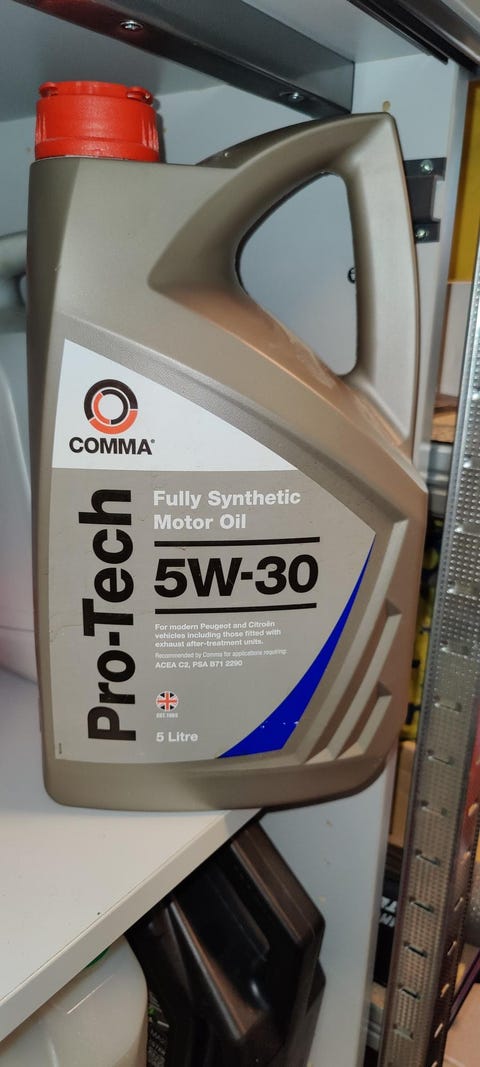 COMMA®
Pro-Tech
Fully Synthetic
Motor Oil
5W-30
For modern Peugeot and Citroën
vehicles including those fitted with
exhaust after-treatment units.
Recommended by Comma for applications requiring:
ACEA C2, PSA B71 2290
EST.1965
5 Litre